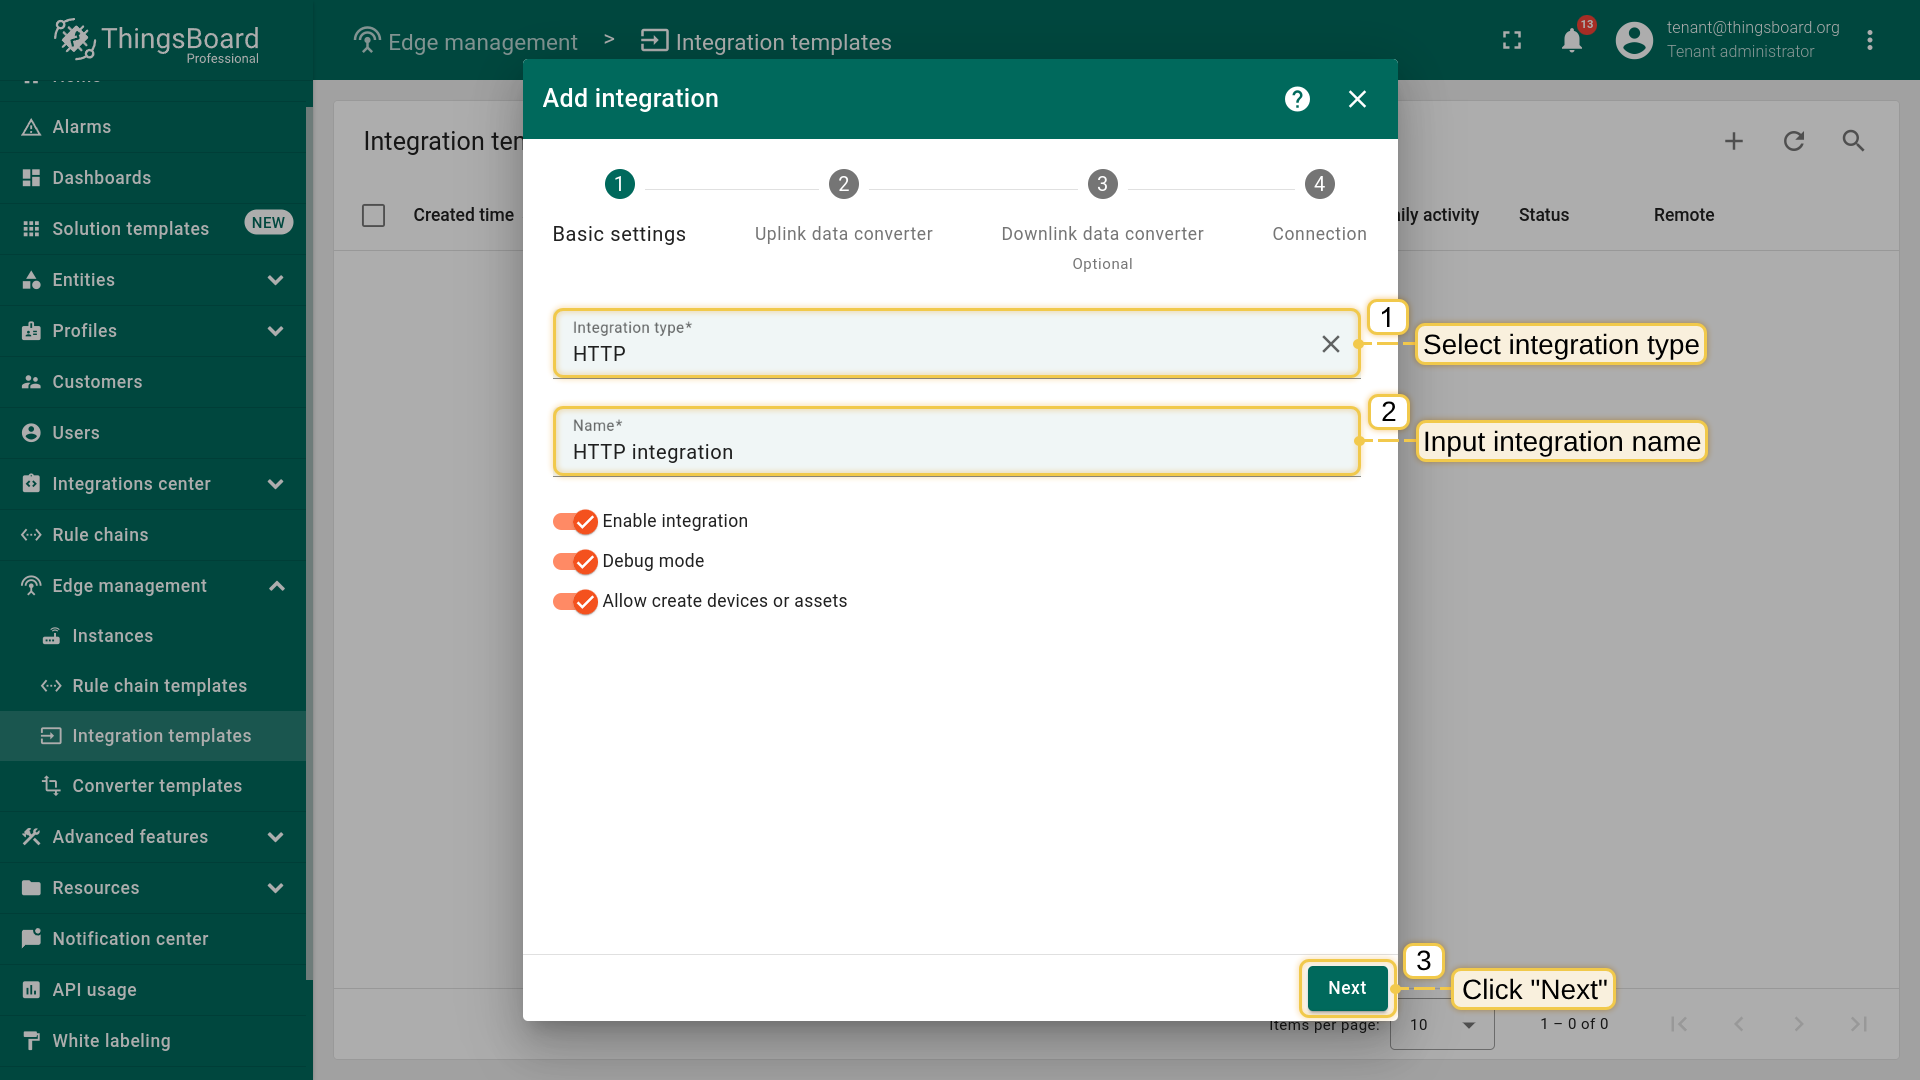 ThingsBoard
Professional
Edge management > Integration templates
13
tenant@thingsboard.org
Tenant administrator
Alarms
Dashboards
Solution templates NEW
Entities
Profiles
Customers
Users
Integrations center
Rule chains
Edge management
Instances
Rule chain templates
Integration templates
Converter templates
Advanced features
Resources
Notification center
API usage
White labeling
Integration
Created time
activity Status Remote
Add integration
1 2 3 4
Basic settings Uplink data converter Downlink data converter Connection
Optional
Integration type*
HTTP
1
Select integration type
Name*
HTTP integration
2
Input integration name
Enable integration
Debug mode
Allow create devices or assets
Next
3
Click "Next"
Items per page: 10 1 – 0 of 0